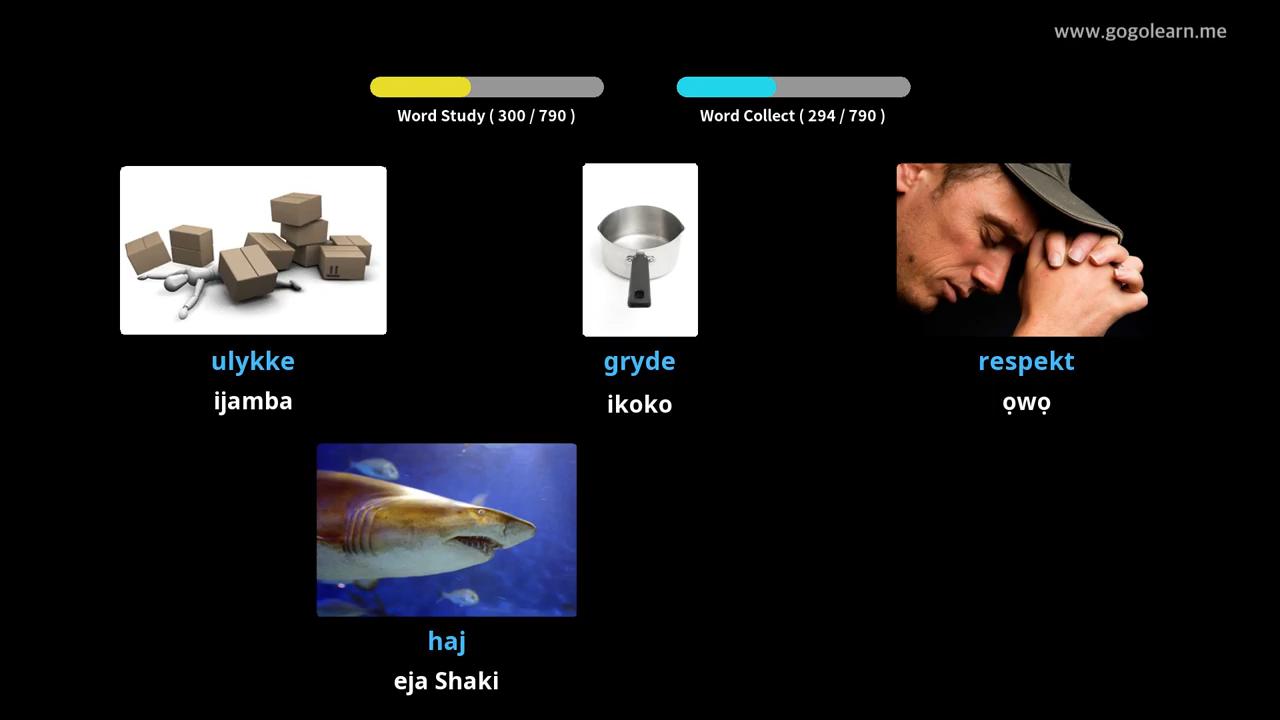 www.gogolearn.me
Word Study ( 300 / 790 )
Word Collect ( 294 / 790 )
ulykke
ijamba
gryde
ikoko
respekt
ọwọ
haj
eja Shaki